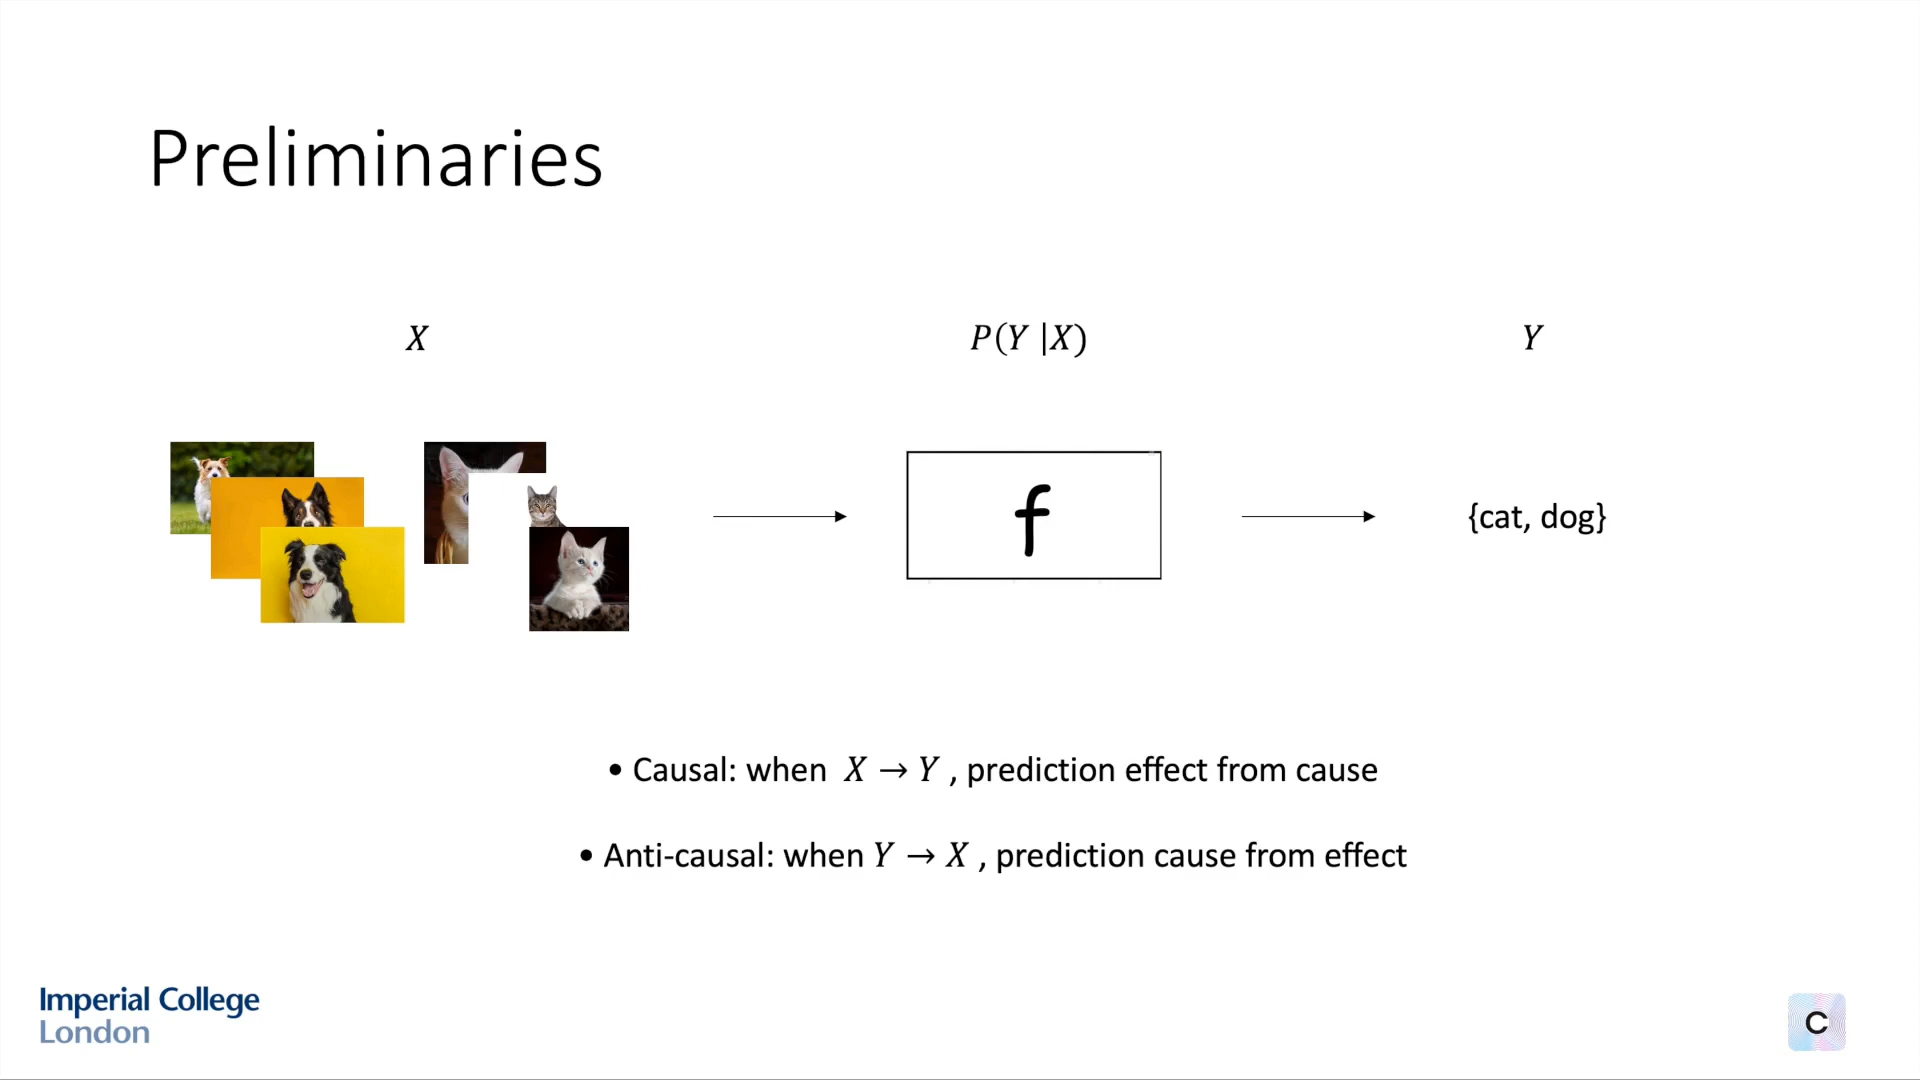 Preliminaries
X
P(Y |X)
Y
f
{cat, dog}
• Causal: when X → Y , prediction effect from cause
• Anti-causal: when Y → X , prediction cause from effect
Imperial College
London
C